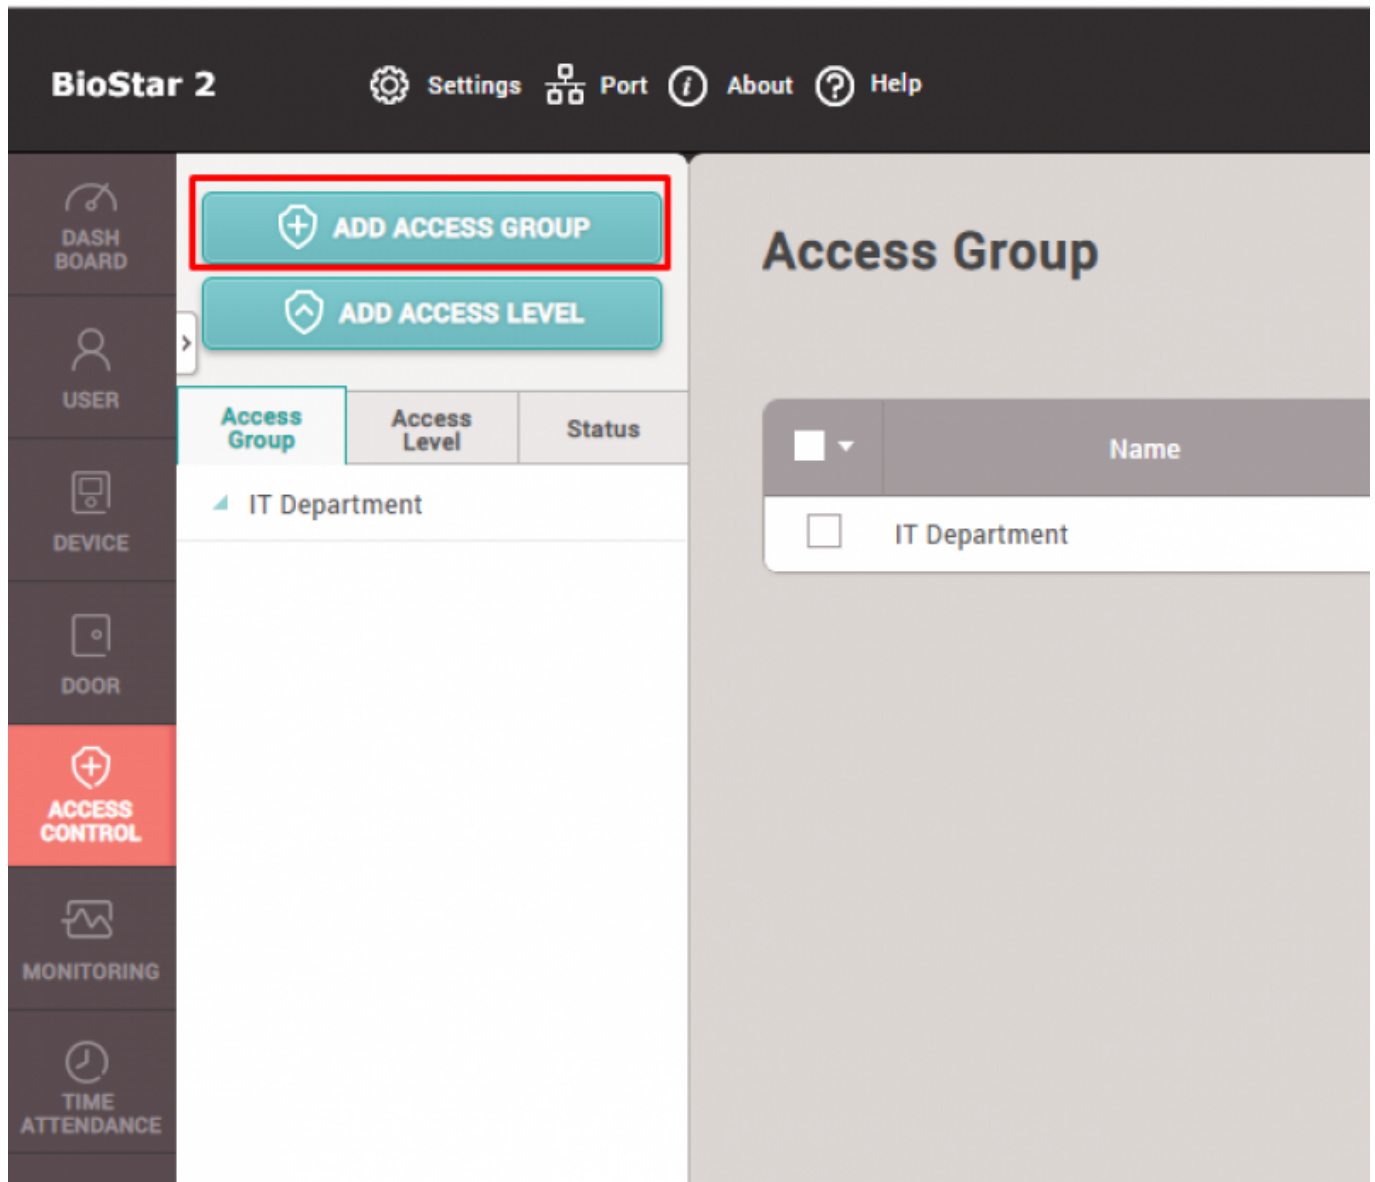 BioStar 2
Settings
Port
About
Help
DASH
BOARD
USER
DEVICE
DOOR
ACCESS
CONTROL
MONITORING
TIME
ATTENDANCE
ADD ACCESS GROUP
ADD ACCESS LEVEL
Access
Group
Access
Level
Status
IT Department
Access Group
Name
IT Department